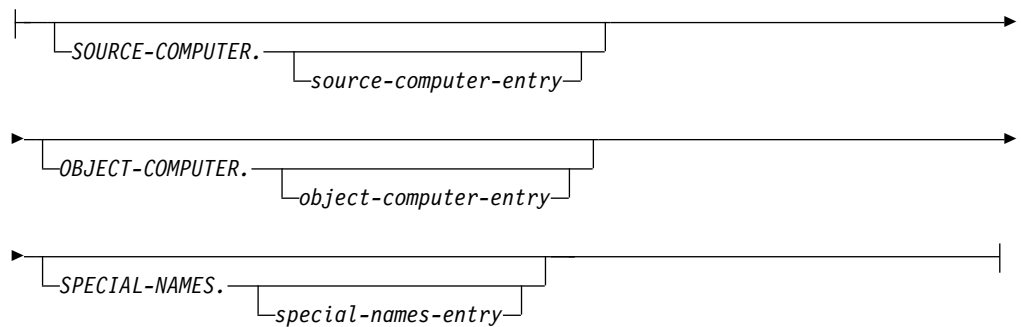 SOURCE-COMPUTER.
source-computer-entry
OBJECT-COMPUTER.
object-computer-entry
SPECIAL-NAMES.
special-names-entry